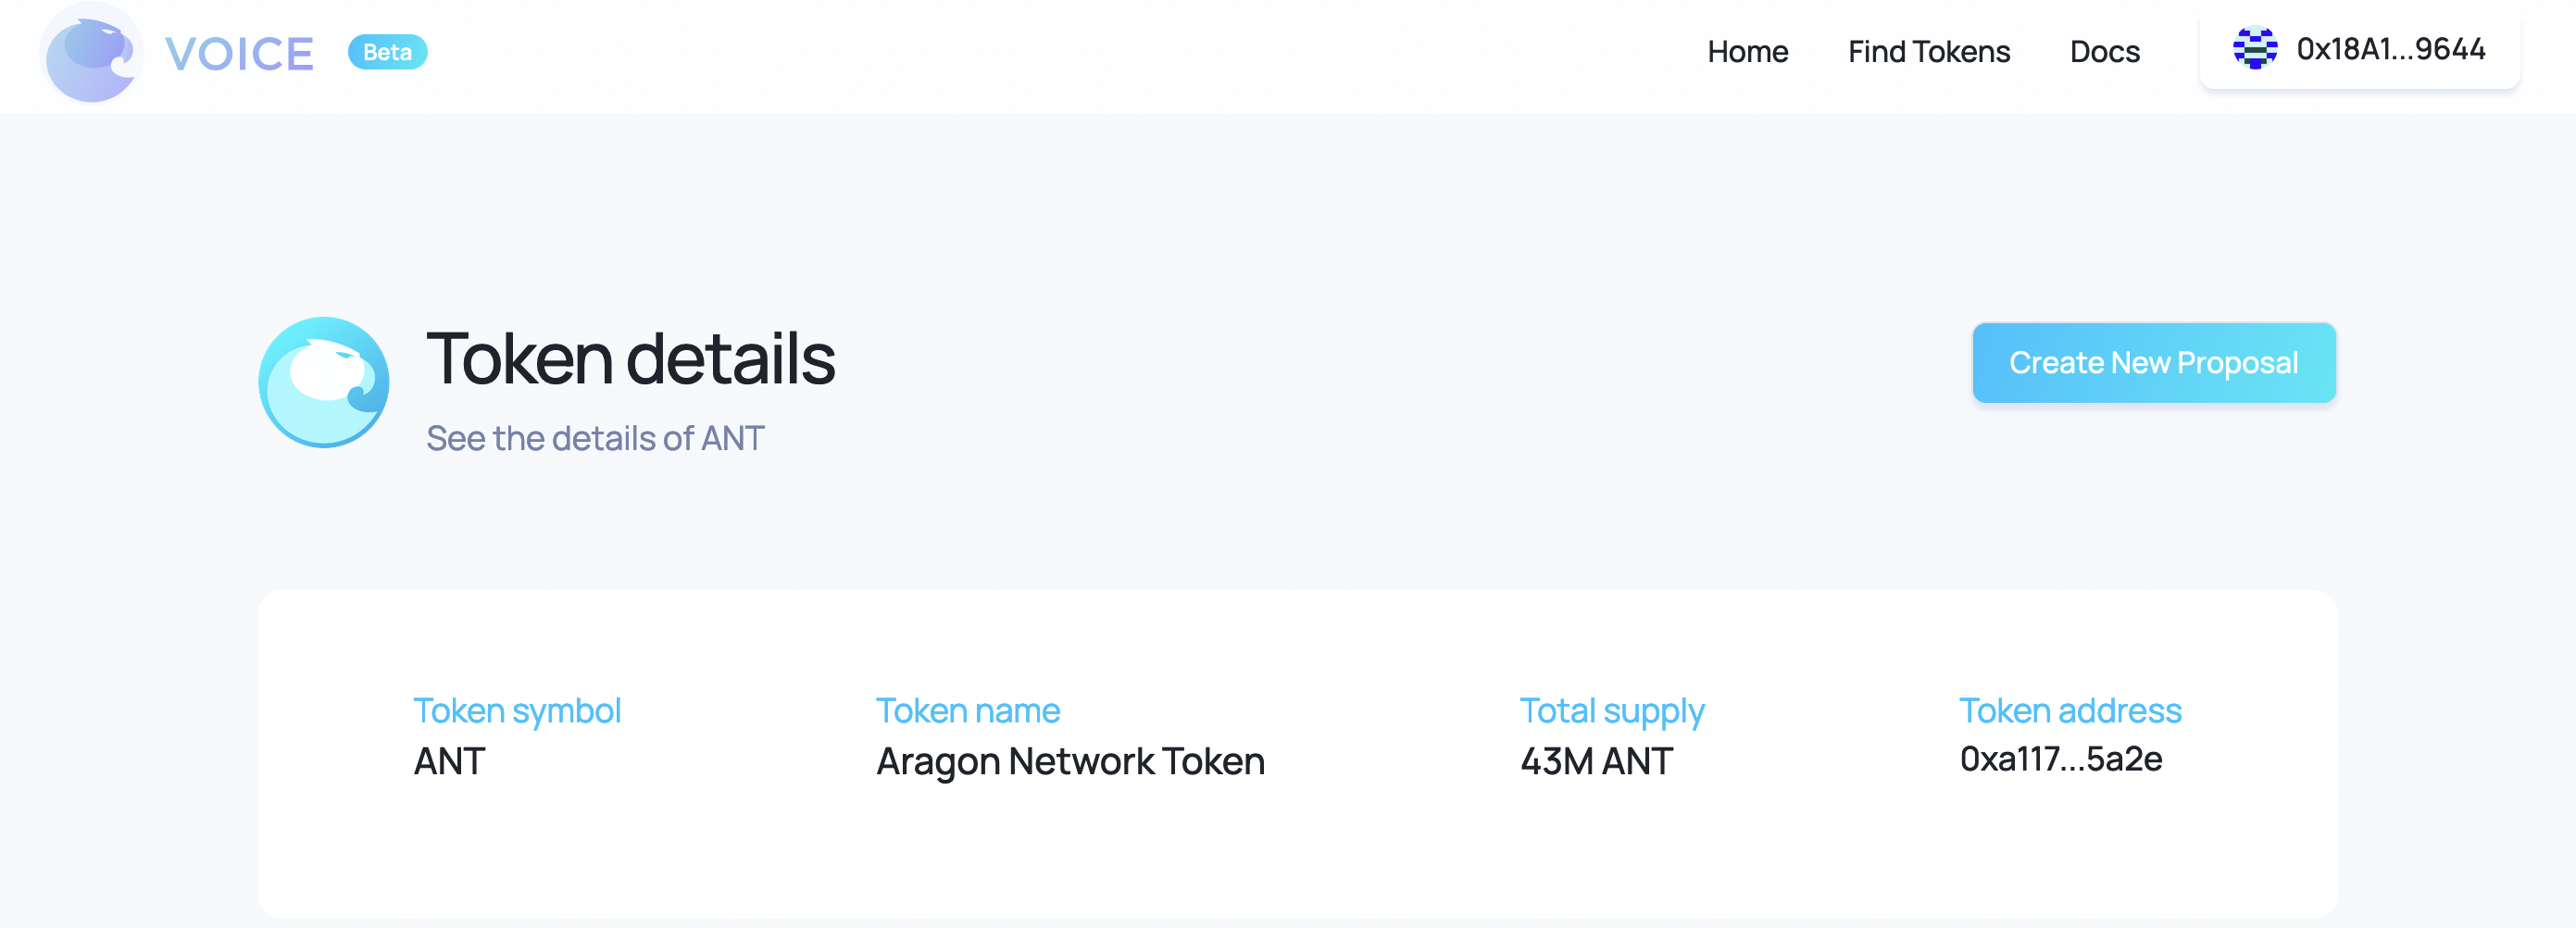 VOICE Beta Home Find Tokens Docs 0x18A1...9644
Token details
Create New Proposal
See the details of ANT
Token symbol Token name Total supply Token address
ANT Aragon Network Token 43M ANT 0xa117...5a2e